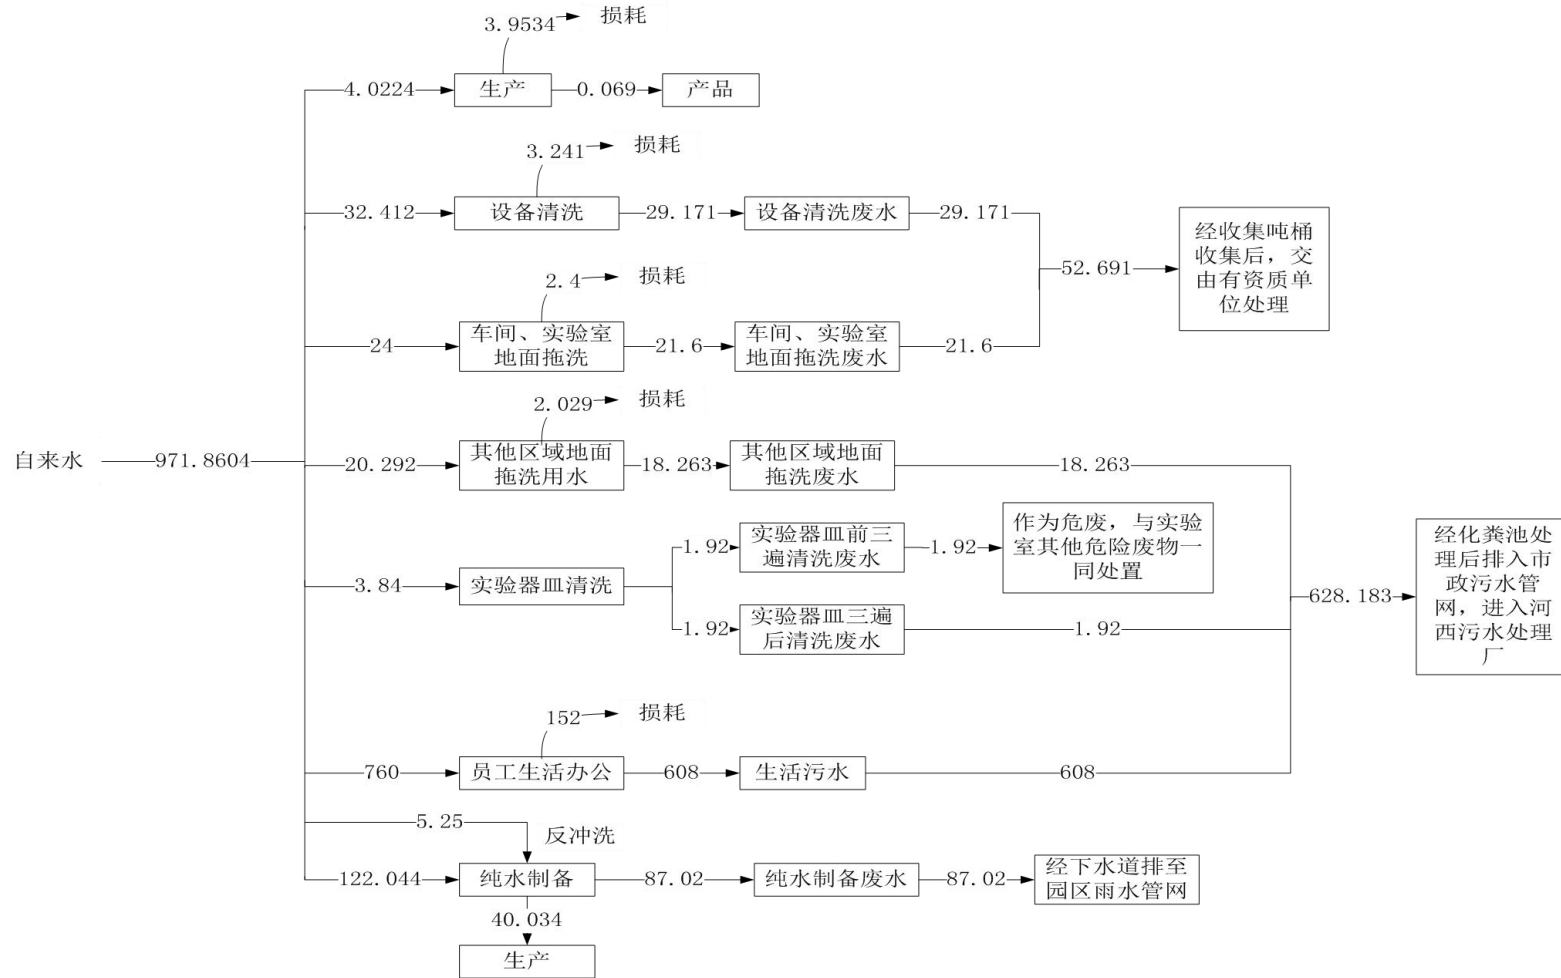 3.9534
损耗
4.0224
生产
0.069
产品
3.241
损耗
32.412
设备清洗
29.171
设备清洗废水
29.171
2.4
损耗
24
车间、实验室
地面拖洗
21.6
车间、实验室
地面拖洗废水
21.6
52.691
经收集吨桶
收集后，交
由有资质单
位处理
2.029
损耗
自来水
971.8604
20.292
其他区域地面
拖洗用水
18.263
其他区域地面
拖洗废水
18.263
3.84
实验器皿清洗
1.92
实验器皿前三
遍清洗废水
1.92
作为危废，与实验
室其他危险废物一
同处置
1.92
实验器皿三遍
后清洗废水
1.92
628.183
经化粪池处
理后排入市
政污水管
网，进入河
西污水处理
厂
152
损耗
760
员工生活办公
608
生活污水
608
5.25
反冲洗
122.044
纯水制备
87.02
纯水制备废水
87.02
经下水道排至
园区雨水管网
40.034
生产